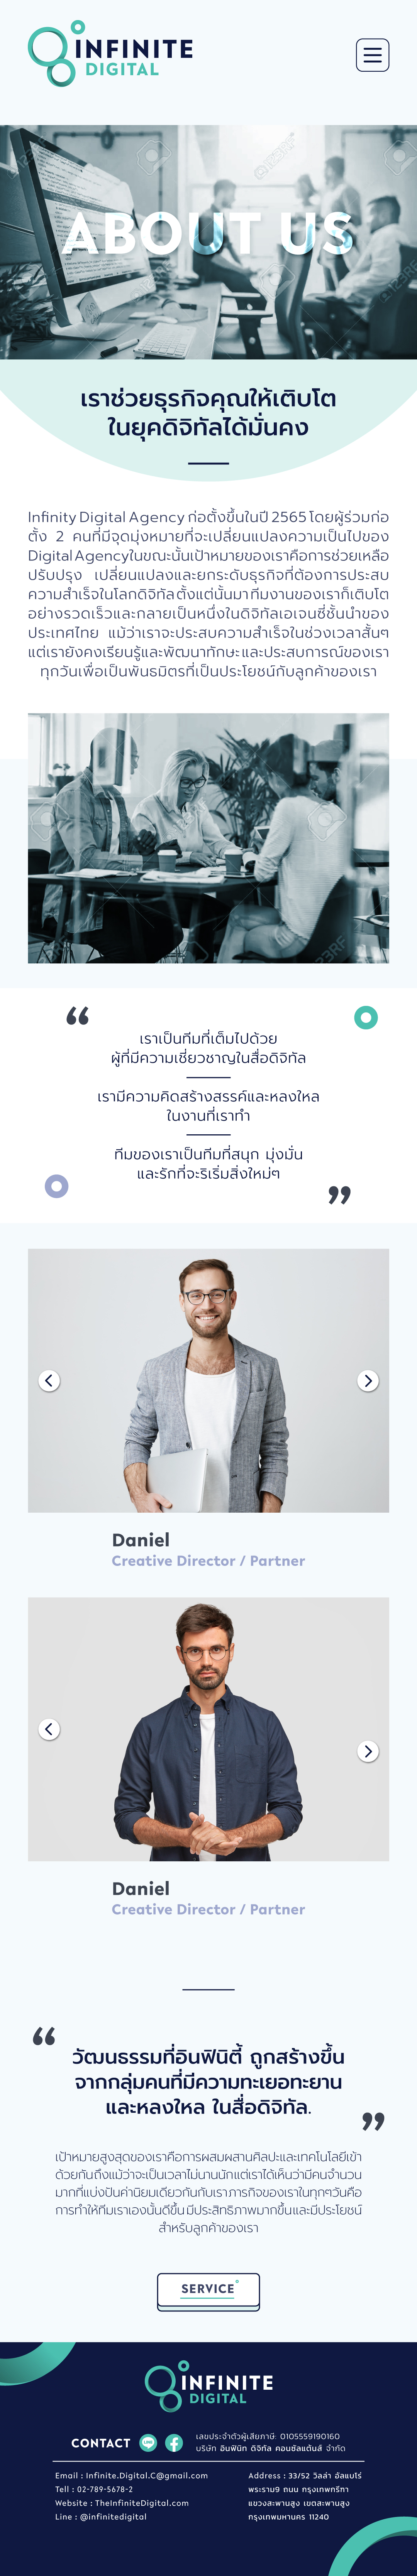 INFINITE
DIGITAL
ABOUT US
เราช่วยธุรกิจคุณให้เติบโต
ในยุคดิจิทัลได้มั่นคง
Infinity Digital Agency ก่อตั้งขึ้นในปี 2565 โดยผู้ร่วมก่อ
ตั้ง 2 คนที่มีจุดมุ่งหมายที่จะเปลี่ยนแปลงความเป็นไปของ
Digital Agency ในขณะนั้นเป้าหมายของเราคือการช่วยเหลือ
ปรับปรุง เปลี่ยนแปลงและยกระดับธุรกิจที่ต้องการประสบ
ความสำเร็จในโลกดิจิทัล ตั้งแต่นั้นมา ทีมงานของเราก็เติบโต
อย่างรวดเร็วและกลายเป็นหนึ่งในดิจิทัลเอเจนซี่ชั้นนำของ
ประเทศไทย แม้ว่าเราจะประสบความสำเร็จในช่วงเวลาสั้นๆ
แต่เรายังคงเรียนรู้และพัฒนาทักษะและประสบการณ์ของเรา
ทุกวันเพื่อเป็นพันธมิตรที่เป็นประโยชน์กับลูกค้าของเรา
“
เราเป็นทีมที่เต็มไปด้วย
ผู้ที่มีความเชี่ยวชาญในสื่อดิจิทัล
เรามีความคิดสร้างสรรค์และหลงใหล
ในงานที่เราทำ
ทีมของเราเป็นทีมที่สนุก มุ่งมั่น
และรักที่จะริเริ่มสิ่งใหม่ๆ
”
Daniel
Creative Director / Partner
Daniel
Creative Director / Partner
“
วัฒนธรรมที่อินฟินิตี้ ถูกสร้างขึ้น
จากกลุ่มคนที่มีความทะเยอทะยาน
และหลงใหล ในสื่อดิจิทัล.
”
เป้าหมายสูงสุดของเราคือการผสมผสานศิลปะและเทคโนโลยีเข้า
ด้วยกันถึงแม้ว่าจะเป็นเวลาไม่นานนักแต่เราได้เห็นว่ามีคนจำนวน
มากที่แบ่งปันค่านิยมเดียวกันกับเรา ภารกิจของเราในทุกๆวันคือ
การทำให้ทีมเราเองนั้นดีขึ้น มีประสิทธิภาพมากขึ้นและมีประโยชน์
สำหรับลูกค้าของเรา
SERVICE
INFINITE
DIGITAL
CONTACT
เลขประจำตัวผู้เสียภาษี: 0105559190160
บริษัท อินฟินิท ดิจิทัล คอนซัลแต้นส์ จำกัด
Email : Infinite.Digital.C@gmail.com
Tell : 02-789-5678-2
Website : TheInfiniteDigital.com
Line : @infinitedigital
Address : 33/52 วิลล่า อัลแบโร่
พระราม9 ถนน กรุงเทพกรีฑา
แขวงสะพานสูง เขตสะพานสูง
กรุงเทพมหานคร 11240